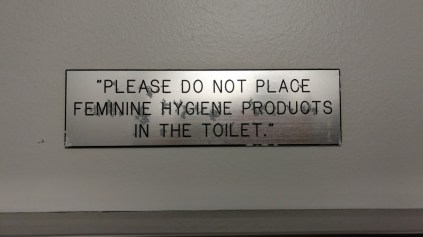 "PLEASE DO NOT PLACE
FEMININE HYGIENE PRODUCTS
IN THE TOILET."